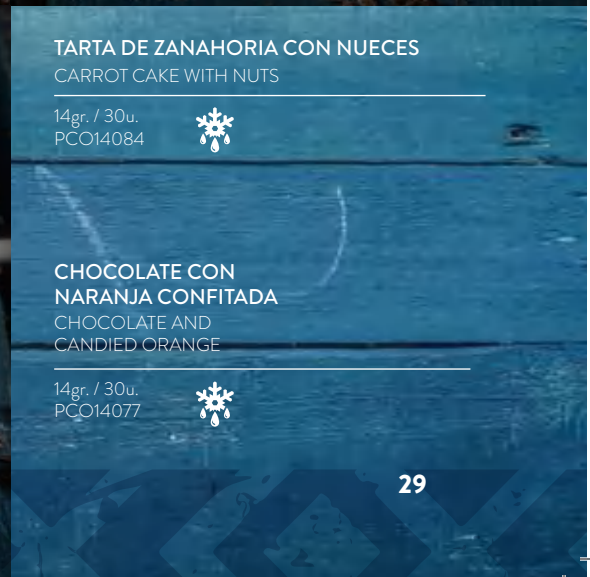 TARTA DE ZANAHORIA CON NUECES
CARROT CAKE WITH NUTS
14gr. / 30u.
PCO14084
CHOCOLATE CON
NARANJA CONFITADA
CHOCOLATE AND
CANDIED ORANGE
14gr. / 30u.
PCO14077
29